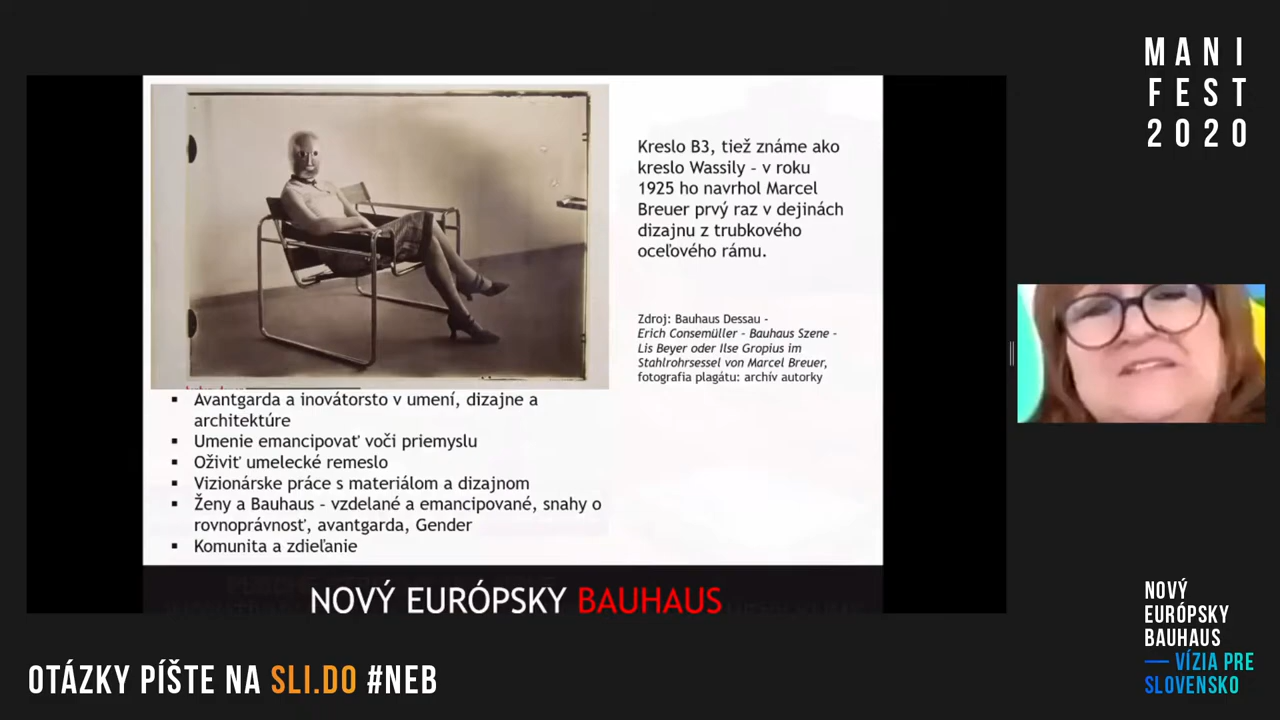 MANI
FEST
2020
Kreslo B3, tiež známe ako
kreslo Wassily – v roku
1925 ho navrhol Marcel
Breuer prvý raz v dejinách
dizajnu z trubkového
oceľového rámu.
Zdroj: Bauhaus Dessau -
Erich Consemüller - Bauhaus Szene -
Lis Beyer oder Ilse Gropius im
Stahlrohrsessel von Marcel Breuer,
fotografia plagátu: archív autorky
▪ Avantgarda a inovátorsto v umení, dizajne a
architektúre
▪ Umenie emancipovať voči priemyslu
▪ Oživiť umelecké remeslo
▪ Vizionárske práce s materiálom a dizajnom
▪ Ženy a Bauhaus – vzdelané a emancipované, snahy o
rovnoprávnosť, avantgarda, Gender
▪ Komunita a zdieľanie
NOVÝ EURÓPSKY BAUHAUS
OTÁZKY PÍŠTE NA SLI.DO #NEB
NOVÝ
EURÓPSKY
BAUHAUS
— VÍZIA PRE
SLOVENSKO